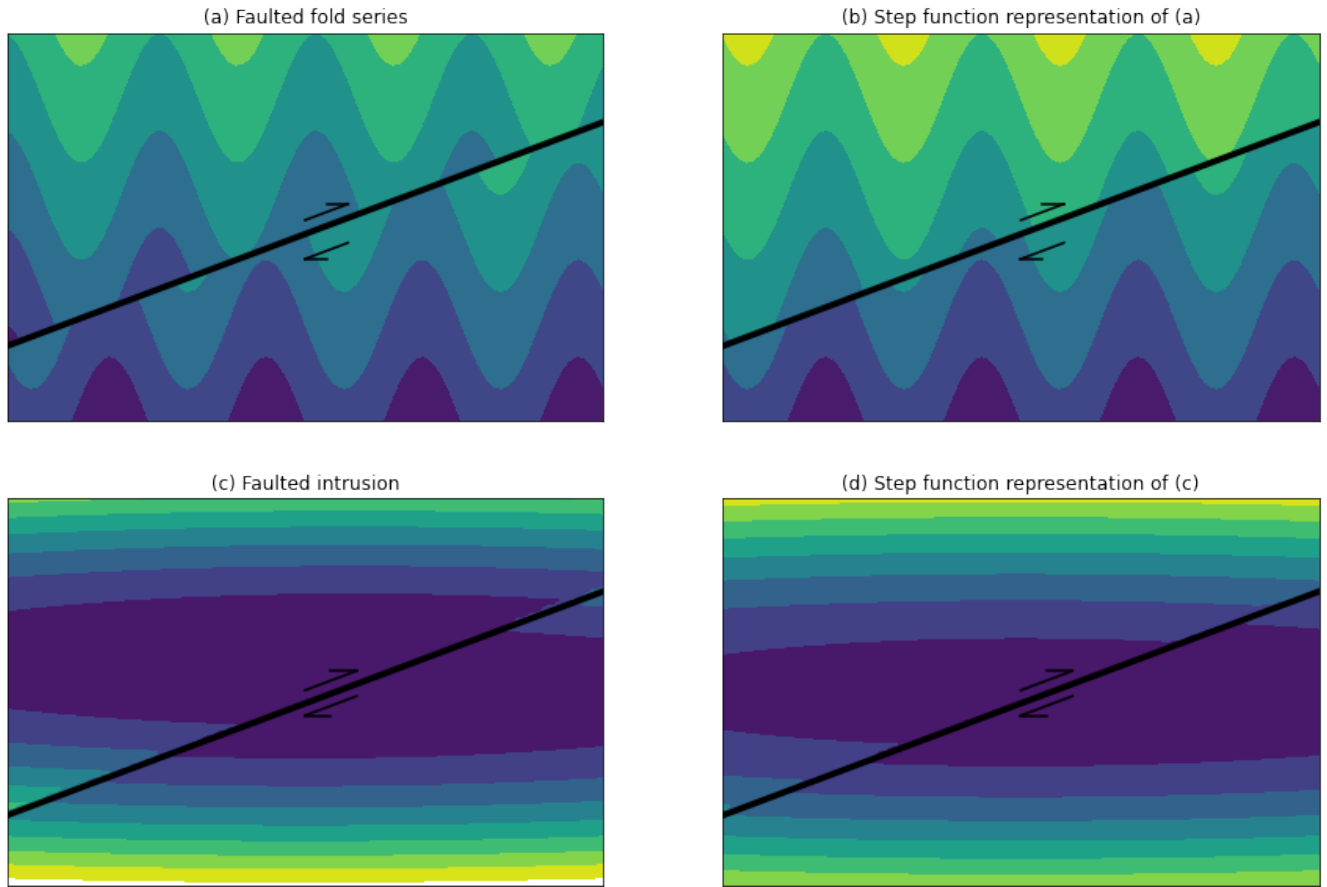 (a) Faulted fold series
(b) Step function representation of (a)
(c) Faulted intrusion
(d) Step function representation of (c)